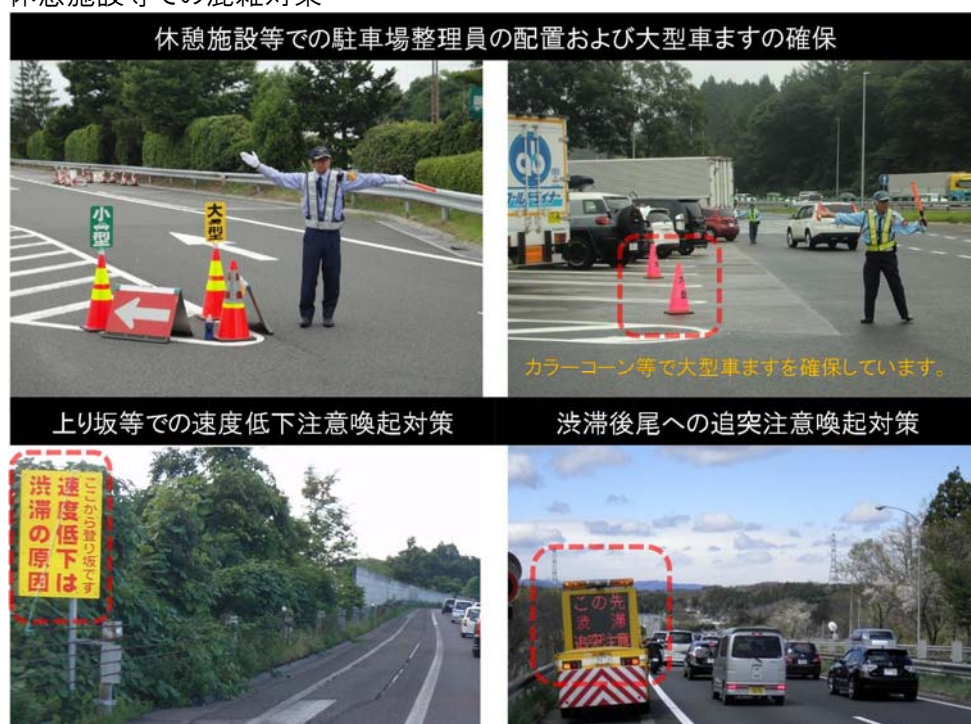 休憩施設等での混雑対策
休憩施設等での駐車場整理員の配置および大型車ますの確保
小型
大型
カラーコーン等で大型車ますを確保しています。
上り坂等での速度低下注意喚起対策
渋滞後尾への追突注意喚起対策
ここから登り坂です
速度低下は
渋滞の原因
この先
渋滞
追突注意